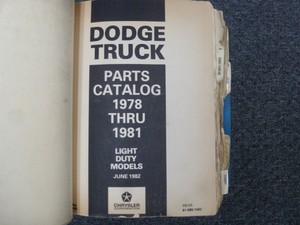 DODGE
TRUCK
PARTS
CATALOG
1978
THRU
1981
LIGHT
DUTY
MODELS
JUNE 1982
CHRYSLER